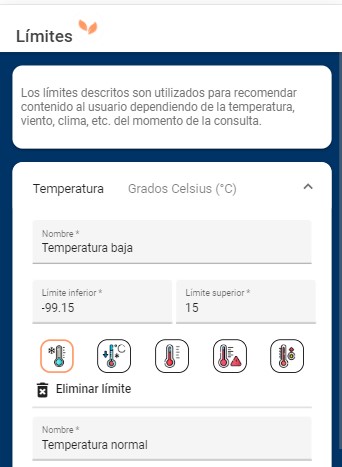 Límites
Los límites descritos son utilizados para recomendar
contenido al usuario dependiendo de la temperatura,
viento, clima, etc. del momento de la consulta.
Temperatura Grados Celsius (°C)
Nombre *
Temperatura baja
Límite inferior * Límite superior *
-99.15 15
°C
Eliminar límite
Nombre *
Temperatura normal